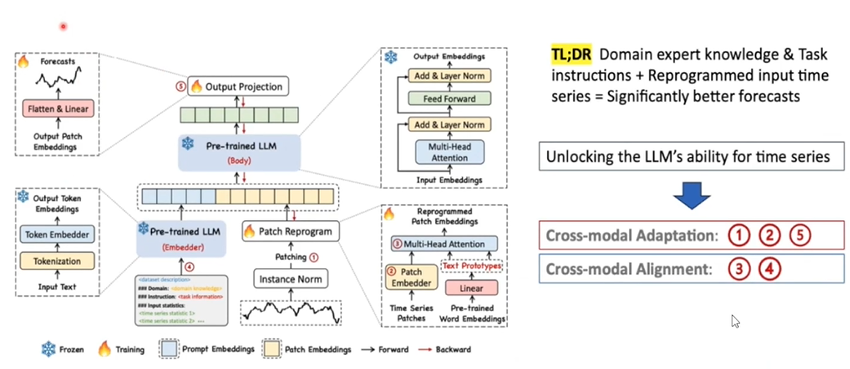 Forecasts
Flatten & Linear
Output Patch
Embeddings
⑤ Output Projection
Pre-trained LLM
(Body)
Output Embeddings
Add & Layer Norm
Feed Forward
Add & Layer Norm
Multi-Head
Attention
Input Embeddings
Output Token
Embeddings
Token Embedder
Tokenization
Input Text
Pre-trained LLM
(Embedder)
④
<dataset description>
### Domain: <domain knowledge>
### Instruction: <task information>
### Input statistics:
<time series statistic 1>
<time series statistic 2> ...
Patch Reprogram
Patching ①
Instance Norm
Reprogrammed
Patch Embeddings
③ Multi-Head Attention
② Patch
Embedder
Text Prototypes
Linear
Time Series
Patches
Pre-trained
Word Embeddings
Frozen
Training
Prompt Embeddings
Patch Embeddings
Forward
Backward
TL;DR Domain expert knowledge & Task
instructions + Reprogrammed input time
series = Significantly better forecasts
Unlocking the LLM's ability for time series
Cross-modal Adaptation: ① ② ⑤
Cross-modal Alignment: ③ ④